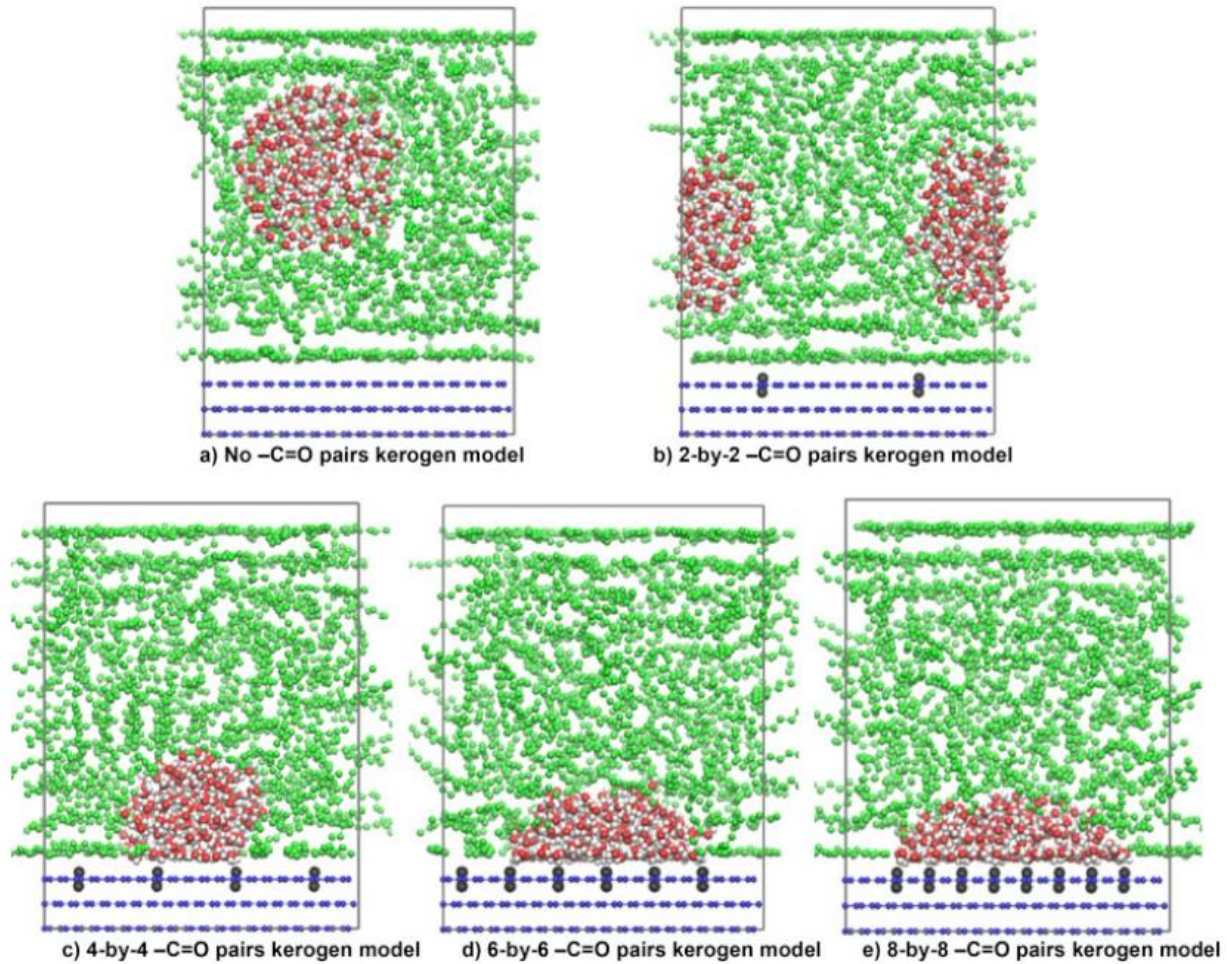 a) No –C=O pairs kerogen model
b) 2-by-2 –C=O pairs kerogen model
c) 4-by-4 –C=O pairs kerogen model
d) 6-by-6 –C=O pairs kerogen model
e) 8-by-8 –C=O pairs kerogen model